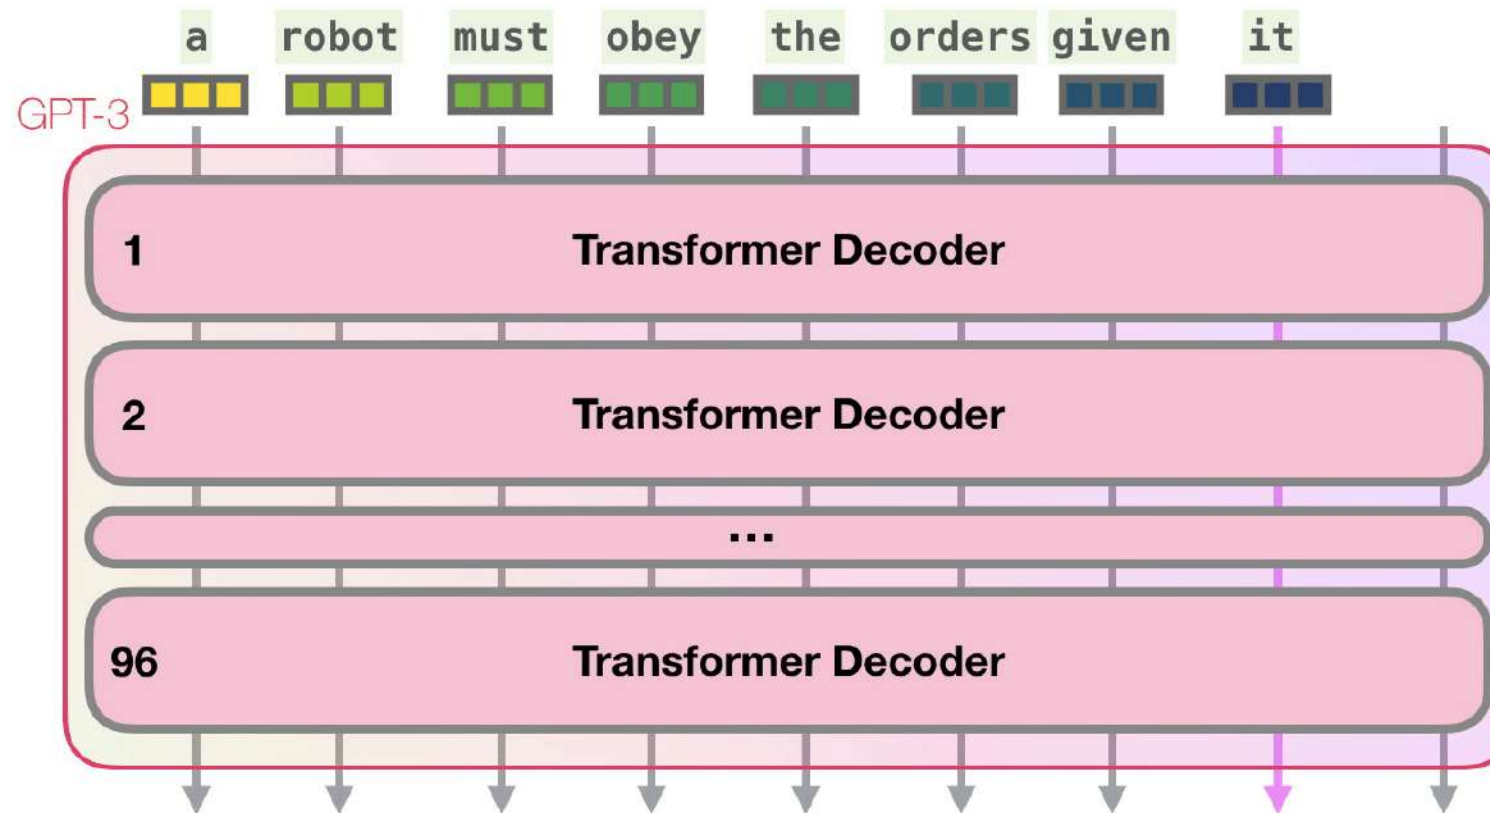 a robot must obey the orders given it
GPT-3
1 Transformer Decoder
2 Transformer Decoder
...
96 Transformer Decoder